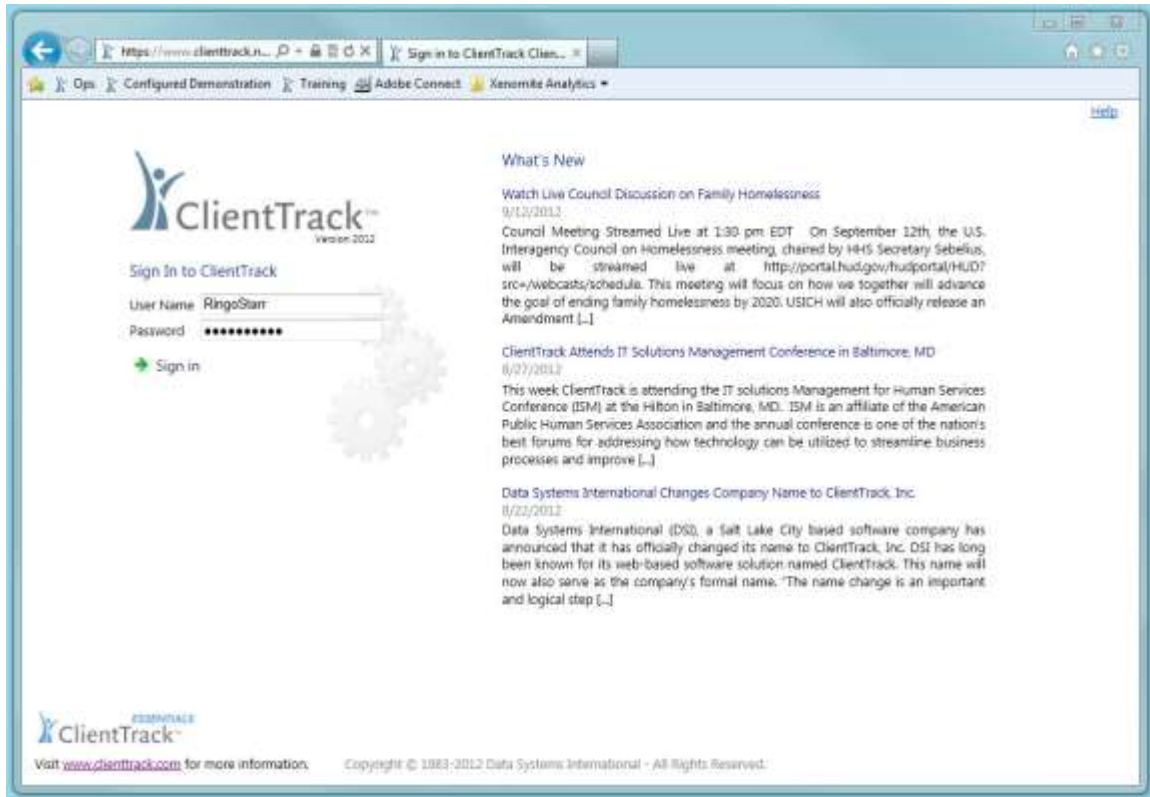 https://www.clienttrack.n...
Sign in to ClientTrack Clien...
Ops
Configured Demonstration
Training
Adobe Connect
Xenomite Analytics
Help
ClientTrack™
Version 2012
Sign In to ClientTrack
User Name RingoStarr
Password ••••••••••
Sign in
What's New
Watch Live Council Discussion on Family Homelessness
9/12/2012
Council Meeting Streamed Live at 1:30 pm EDT On September 12th, the U.S.
Interagency Council on Homelessness meeting, chaired by HHS Secretary Sebelius,
will be streamed live at http://portal.hud.gov/hudportal/HUD?
src=/webcasts/schedule. This meeting will focus on how we together will advance
the goal of ending family homelessness by 2020. USICH will also officially release an
Amendment [...]
ClientTrack Attends IT Solutions Management Conference in Baltimore, MD
8/27/2012
This week ClientTrack is attending the IT solutions Management for Human Services
Conference (ISM) at the Hilton in Baltimore, MD. ISM is an affiliate of the American
Public Human Services Association and the annual conference is one of the nation's
best forums for addressing how technology can be utilized to streamline business
processes and improve [...]
Data Systems International Changes Company Name to ClientTrack, Inc.
8/22/2012
Data Systems International (DSI), a Salt Lake City based software company has
announced that it has officially changed its name to ClientTrack, Inc. DSI has long
been known for its web-based software solution named ClientTrack. This name will
now also serve as the company's formal name. "The name change is an important
and logical step [...]
ESSENTIALS
ClientTrack™
Visit www.clienttrack.com for more information.
Copyright © 1983-2012 Data Systems International - All Rights Reserved.